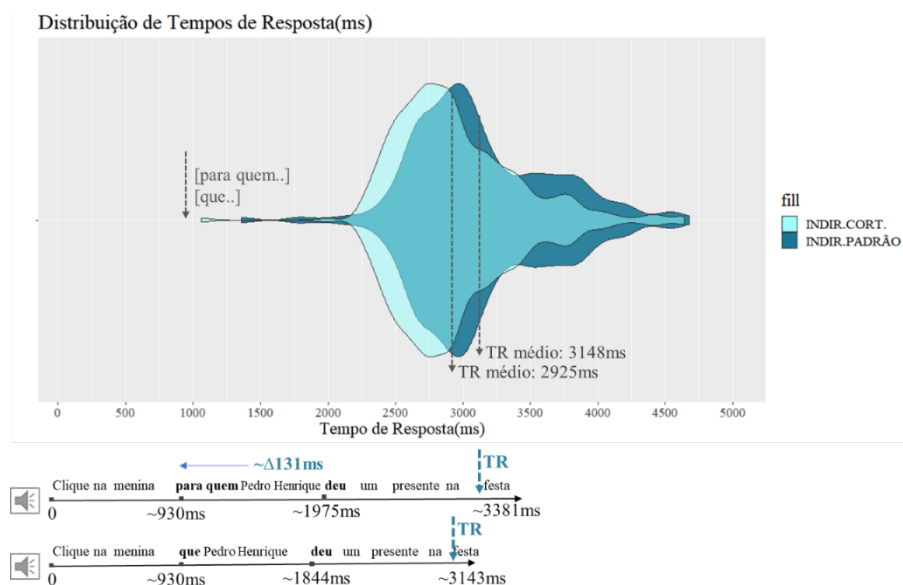 Distribuição de Tempos de Resposta(ms)
[para quem..]
[que..]
fill
INDIR.CORT.
INDIR.PADRÃO
TR médio: 3148ms
TR médio: 2925ms
0 500 1000 1500 2000 2500 3000 3500 4000 4500 5000
Tempo de Resposta(ms)
~Δ131ms
TR
Clique na menina para quem Pedro Henrique deu um presente na festa
0 ~930ms ~1975ms ~3381ms
TR
Clique na menina que Pedro Henrique deu um presente na festa
0 ~930ms ~1844ms ~3143ms